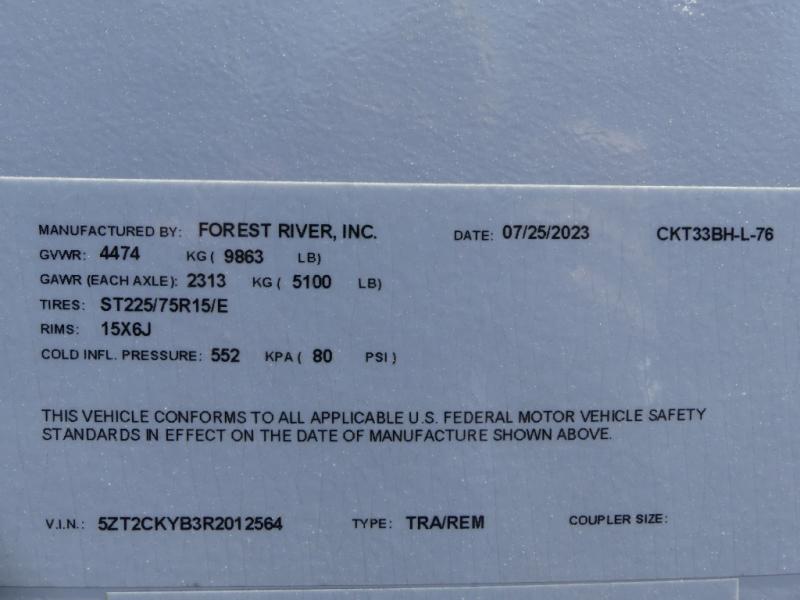 MANUFACTURED BY: FOREST RIVER, INC. DATE: 07/25/2023 CKT33BH-L-76
GVWR: 4474 KG ( 9863 LB)
GAWR (EACH AXLE): 2313 KG ( 5100 LB)
TIRES: ST225/75R15/E
RIMS: 15X6J
COLD INFL. PRESSURE: 552 KPA ( 80 PSI )
THIS VEHICLE CONFORMS TO ALL APPLICABLE U.S. FEDERAL MOTOR VEHICLE SAFETY
STANDARDS IN EFFECT ON THE DATE OF MANUFACTURE SHOWN ABOVE.
V.I.N.: 5ZT2CKYB3R2012564 TYPE: TRA/REM COUPLER SIZE: